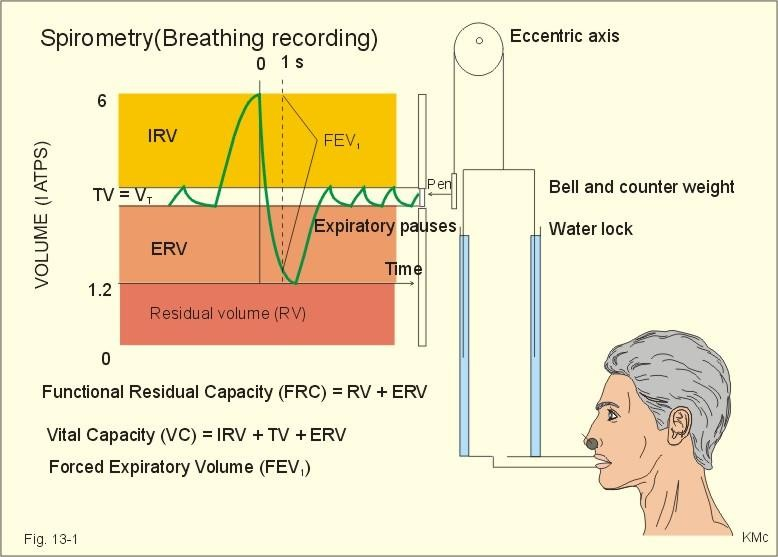 Spirometry(Breathing recording)
Eccentric axis
0 1 s
6
IRV
FEV₁
Pen
TV = V_T
Bell and counter weight
Expiratory pauses
Water lock
VOLUME (l ATPS)
ERV
Time
1.2
Residual volume (RV)
0
Functional Residual Capacity (FRC) = RV + ERV
Vital Capacity (VC) = IRV + TV + ERV
Forced Expiratory Volume (FEV₁)
Fig. 13-1
KMc